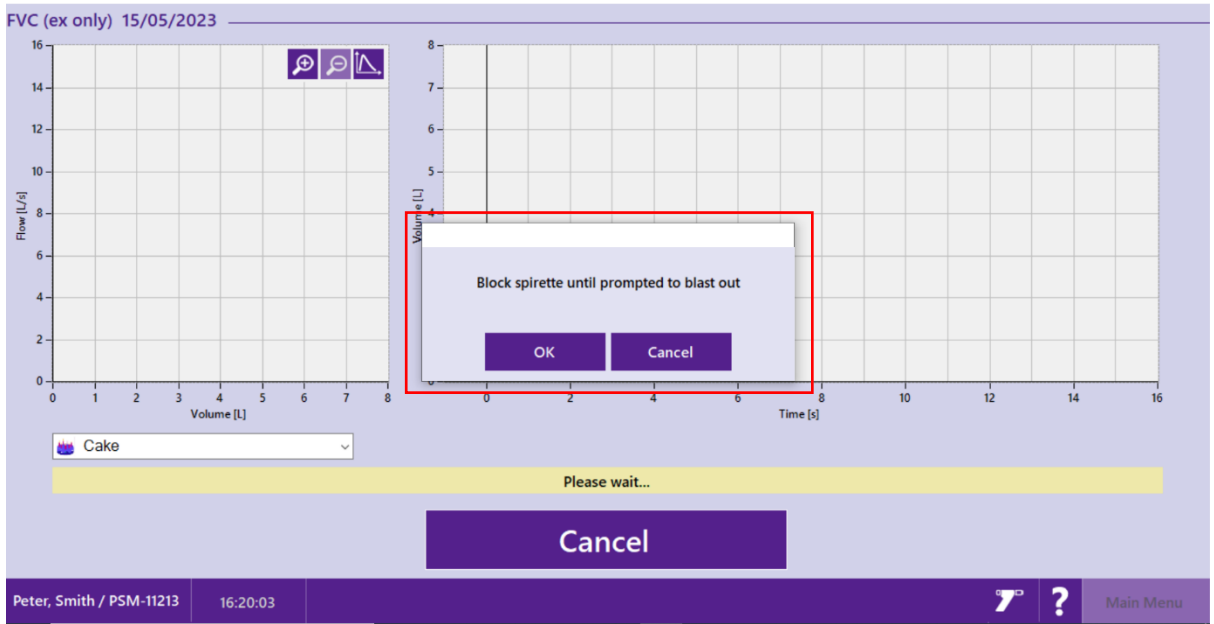 FVC (ex only) 15/05/2023
16
14
12
10
8
6
4
2
0
Flow [L/s]
0 1 2 3 4 5 6 7 8
Volume [L]
8
7
6
5
4
0
Volume [L]
0 2 4 6 8 10 12 14 16
Time [s]
Block spirette until prompted to blast out
OK Cancel
Cake
Please wait...
Cancel
Peter, Smith / PSM-11213 16:20:03 ? Main Menu